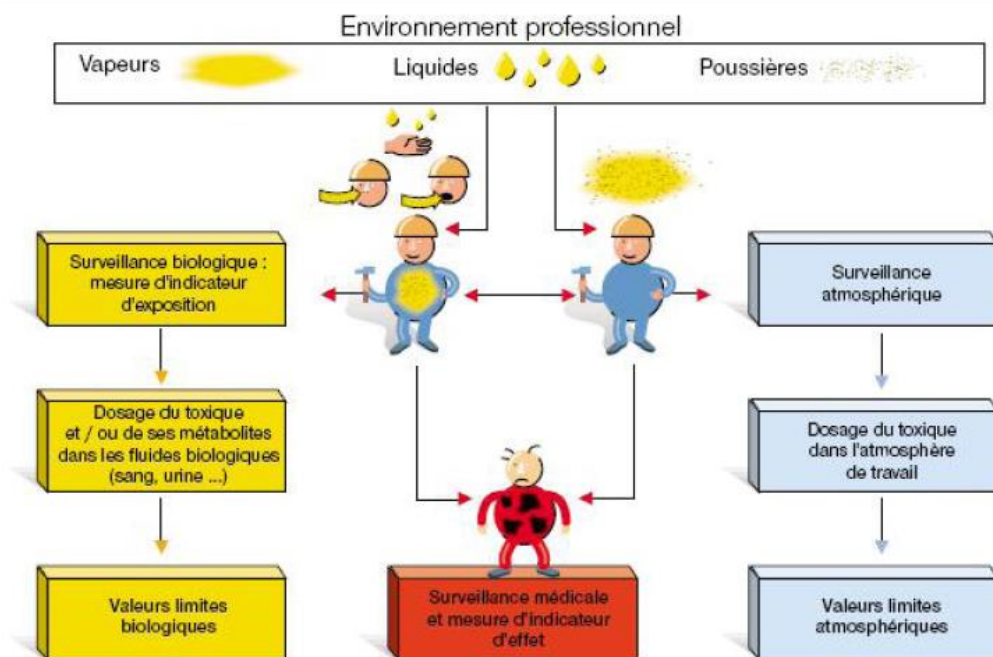 Environnement professionnel
Vapeurs
Liquides
Poussières
Surveillance biologique :
mesure d'indicateur
d'exposition
Surveillance
atmosphérique
Dosage du toxique
et / ou de ses métabolites
dans les fluides biologiques
(sang, urine ...)
Dosage du toxique
dans l'atmosphère
de travail
Valeurs limites
biologiques
Surveillance médicale
et mesure d'indicateur
d'effet
Valeurs limites
atmosphériques